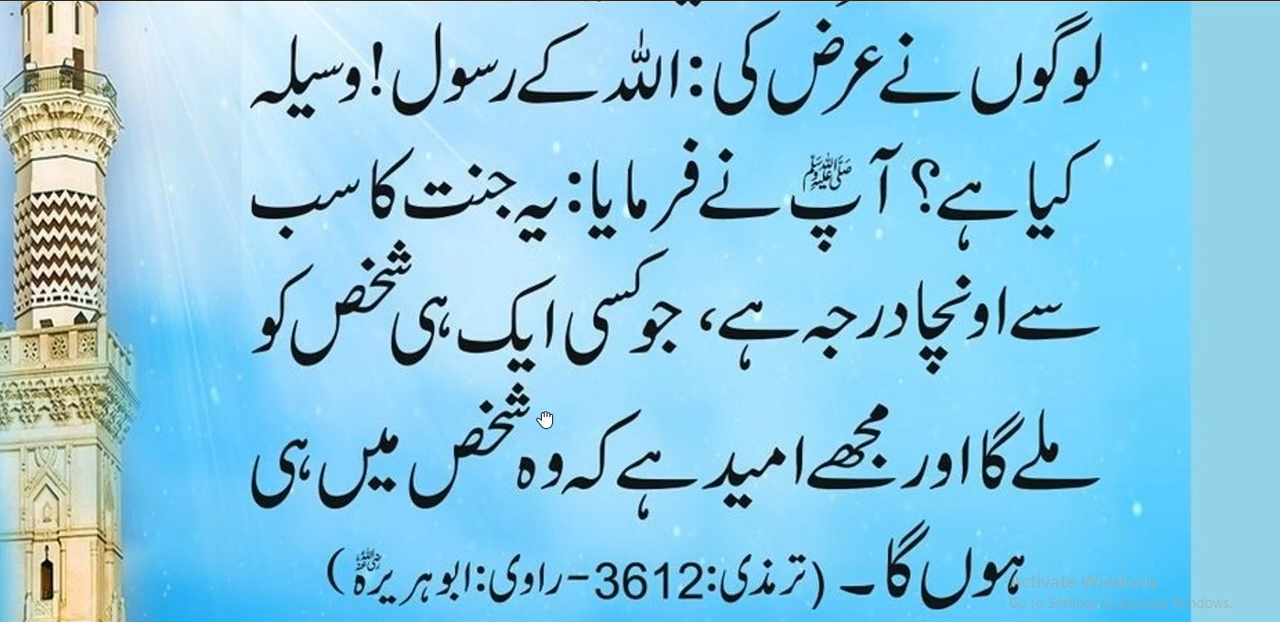 لوگوں نے عرض کی: اللہ کے رسول! وسیلہ
کیا ہے؟ آپ ﷺ نے فرمایا: یہ جنت کا سب
سے اونچا درجہ ہے، جو کسی ایک ہی شخص کو
ملے گا اور مجھے امید ہے کہ وہ شخص میں ہی
ہوں گا۔ (ترمذی: 3612-راوی: ابو ہریرہ رضی اللہ عنہ)
Activate Windows
Go to Settings to activate Windows.